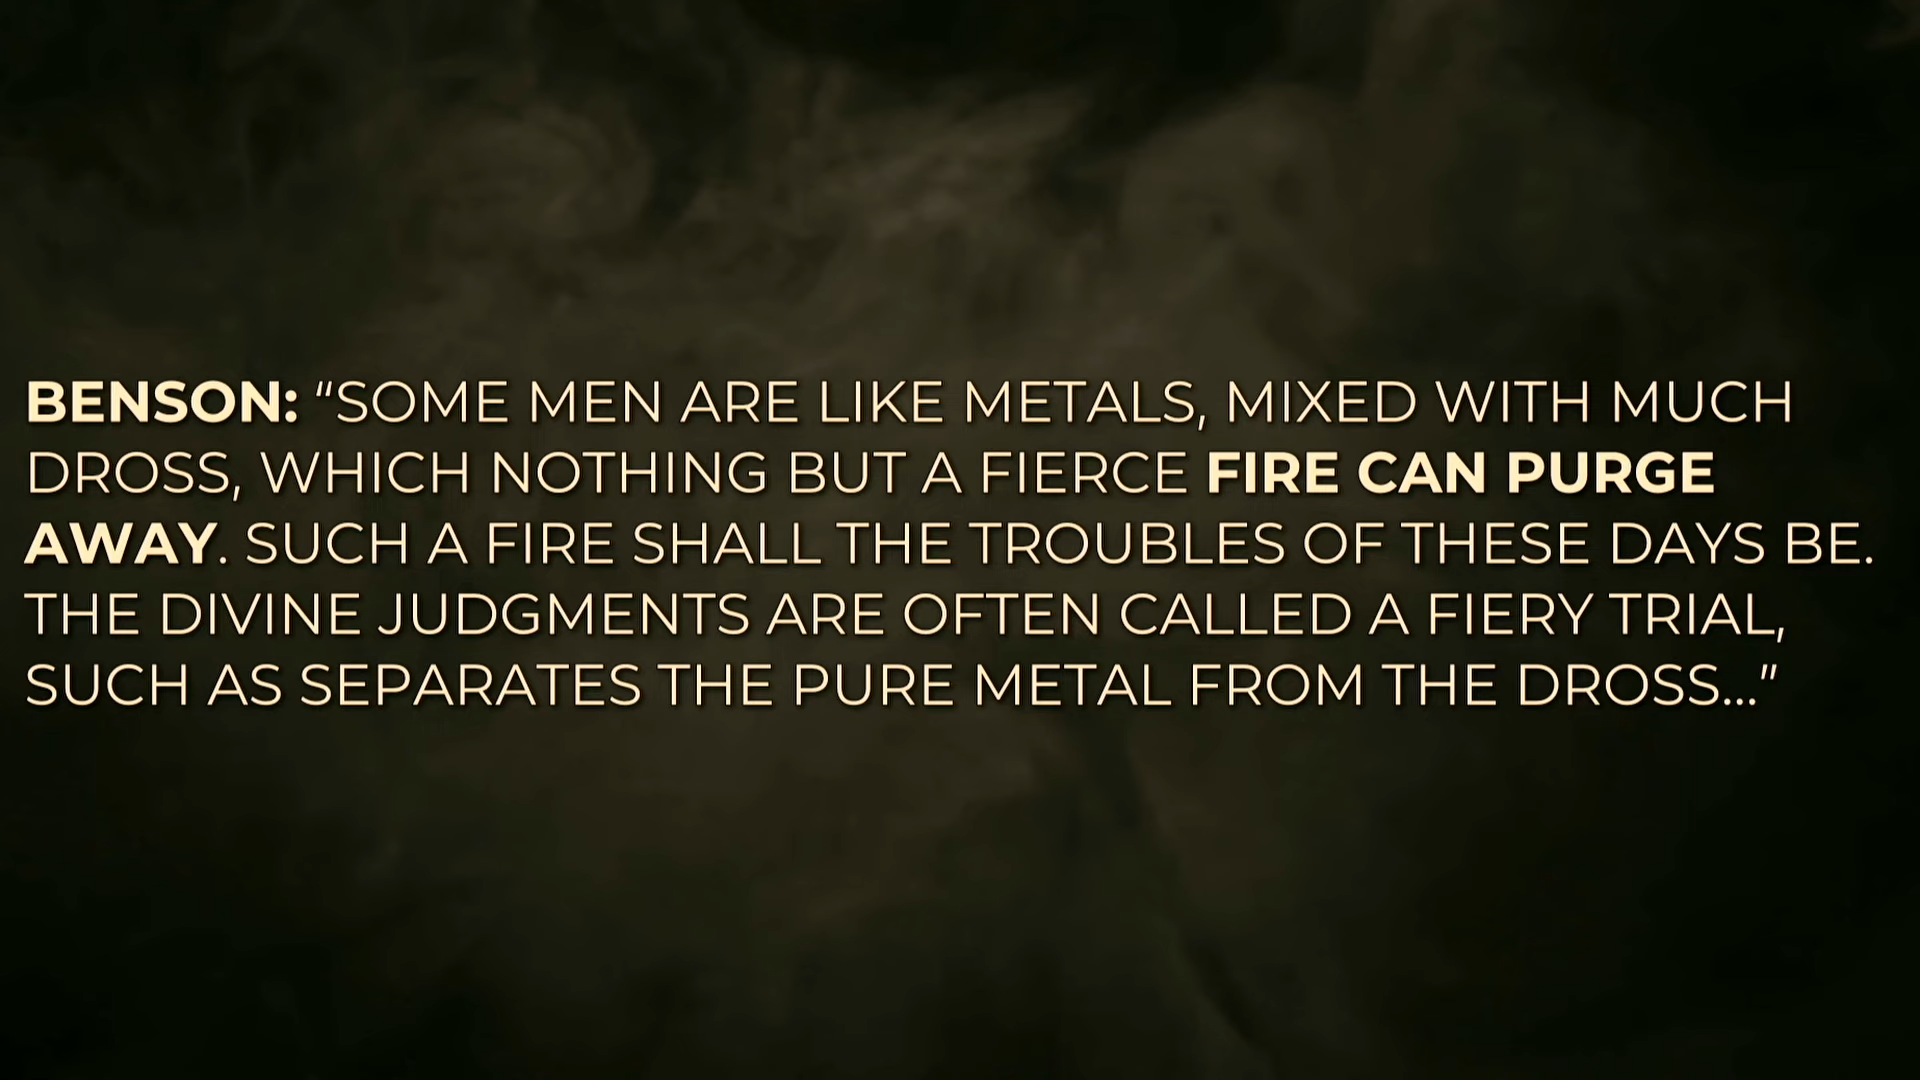 BENSON: “SOME MEN ARE LIKE METALS, MIXED WITH MUCH
DROSS, WHICH NOTHING BUT A FIERCE FIRE CAN PURGE
AWAY. SUCH A FIRE SHALL THE TROUBLES OF THESE DAYS BE.
THE DIVINE JUDGMENTS ARE OFTEN CALLED A FIERY TRIAL,
SUCH AS SEPARATES THE PURE METAL FROM THE DROSS...”